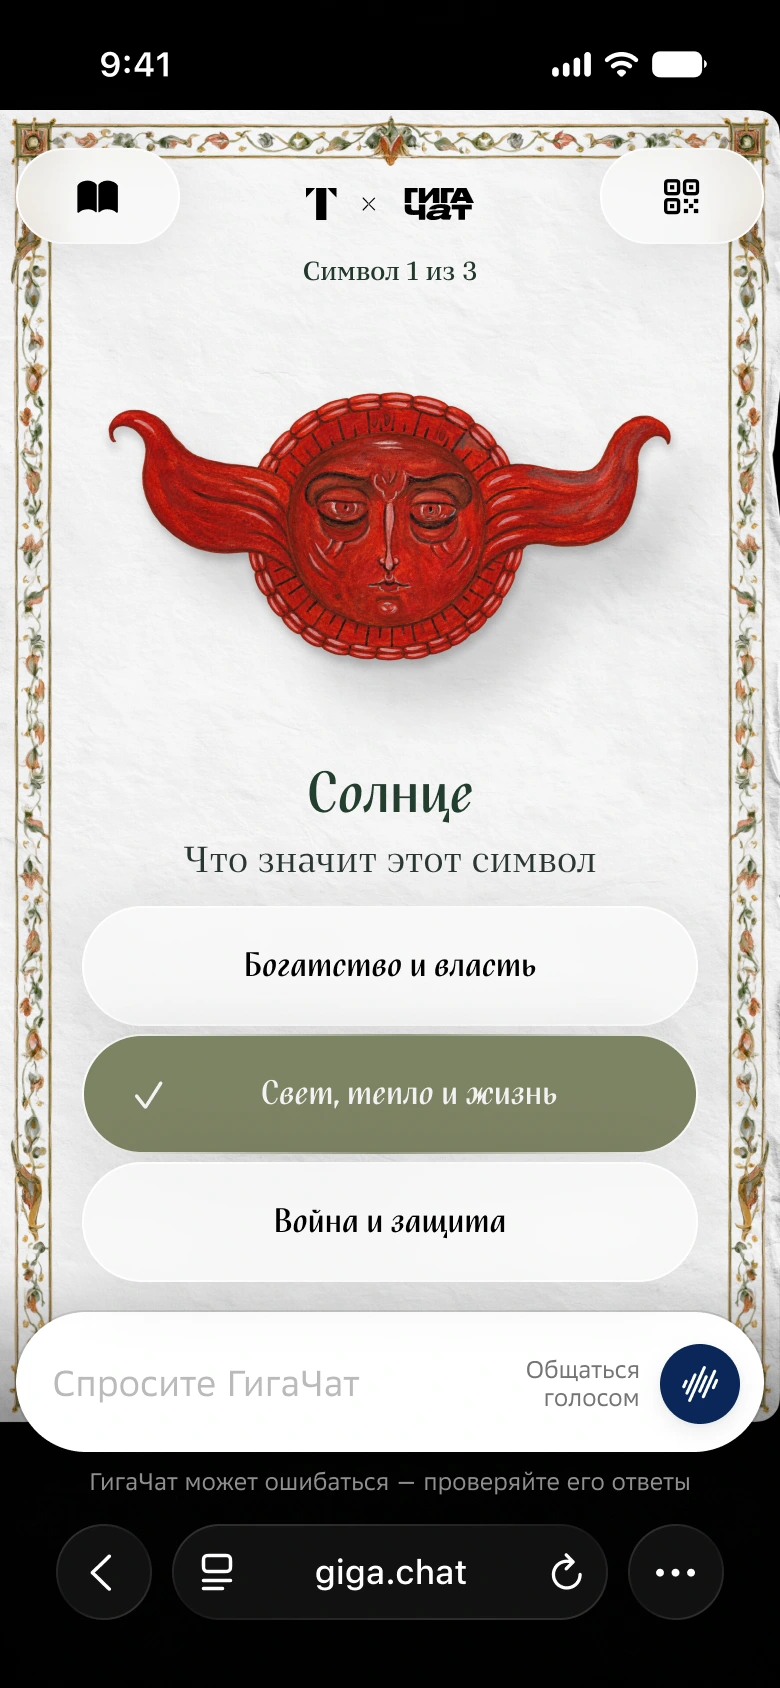 9:41
Т × ГИГА ЧАТ
Символ 1 из 3
Солнце
Что значит этот символ
Богатство и власть
Свет, тепло и жизнь
Война и защита
Спросите ГигаЧат
Общаться
голосом
ГигаЧат может ошибаться — проверяйте его ответы
giga.chat